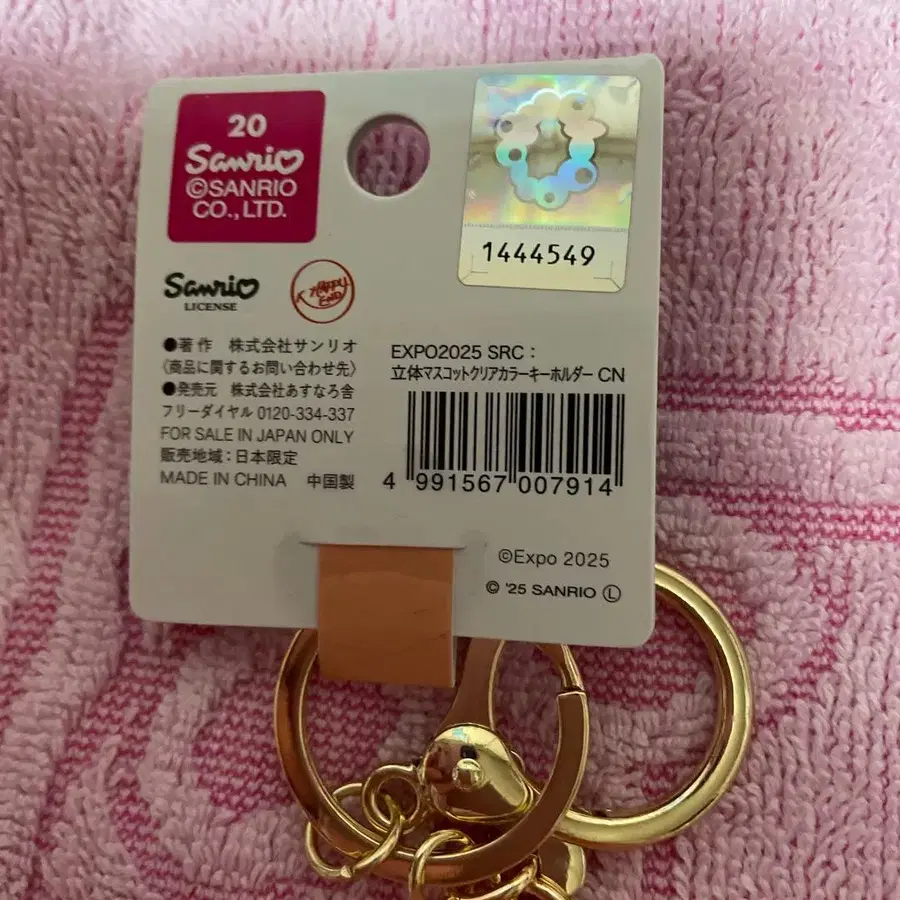 20
Sanrio
©SANRIO
CO., LTD.
1444549
Sanrio
LICENSE
HAPPY
END
●著作 株式会社サンリオ
〈商品に関するお問い合わせ先〉
●発売元 株式会社あすなろ舎
フリーダイヤル 0120-334-337
FOR SALE IN JAPAN ONLY
販売地域：日本限定
MADE IN CHINA 中国製
EXPO2025 SRC：
立体マスコットクリアカラーキーホルダー CN
4 991567 007914
©Expo 2025
© '25 SANRIO Ⓛ